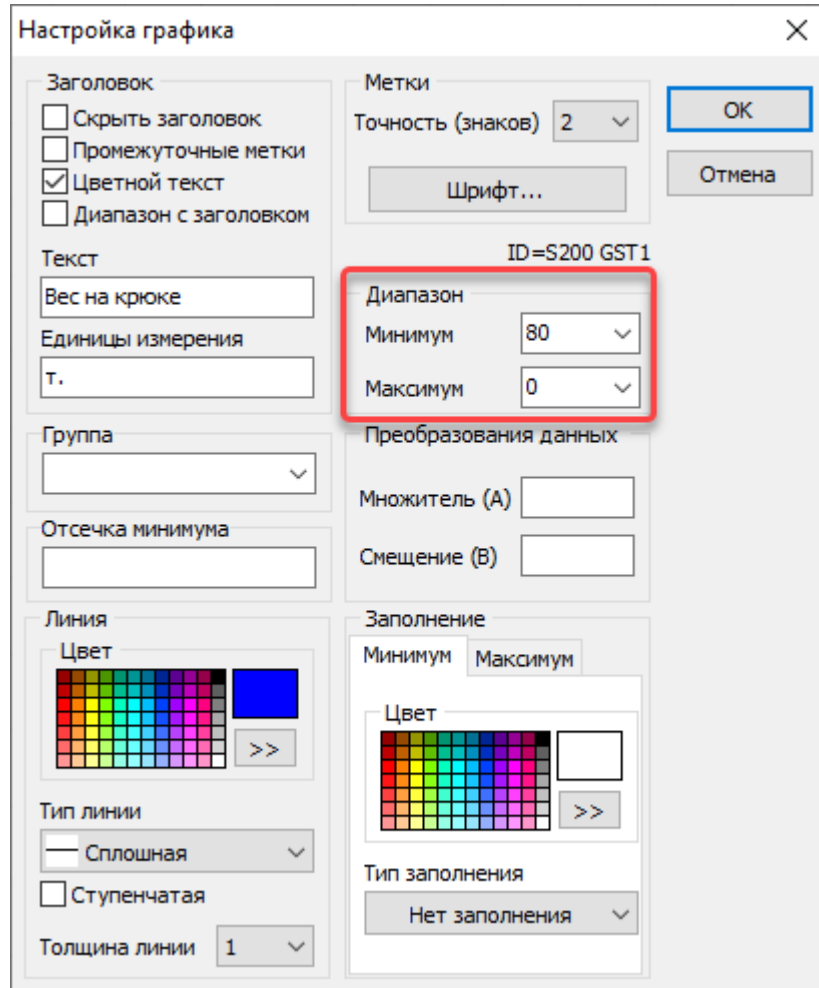 Настройка графика
Заголовок
Скрыть заголовок
Промежуточные метки
Цветной текст
Диапазон с заголовком
Текст
Вес на крюке
Единицы измерения
т.
Группа
Отсечка минимума
Линия
Цвет
>>
Тип линии
Сплошная
Ступенчатая
Толщина линии 1
Метки
Точность (знаков) 2
Шрифт...
ID=S200 GST1
Диапазон
Минимум 80
Максимум 0
Преобразования данных
Множитель (A)
Смещение (B)
Заполнение
Минимум Максимум
Цвет
>>
Тип заполнения
Нет заполнения
OK
Отмена